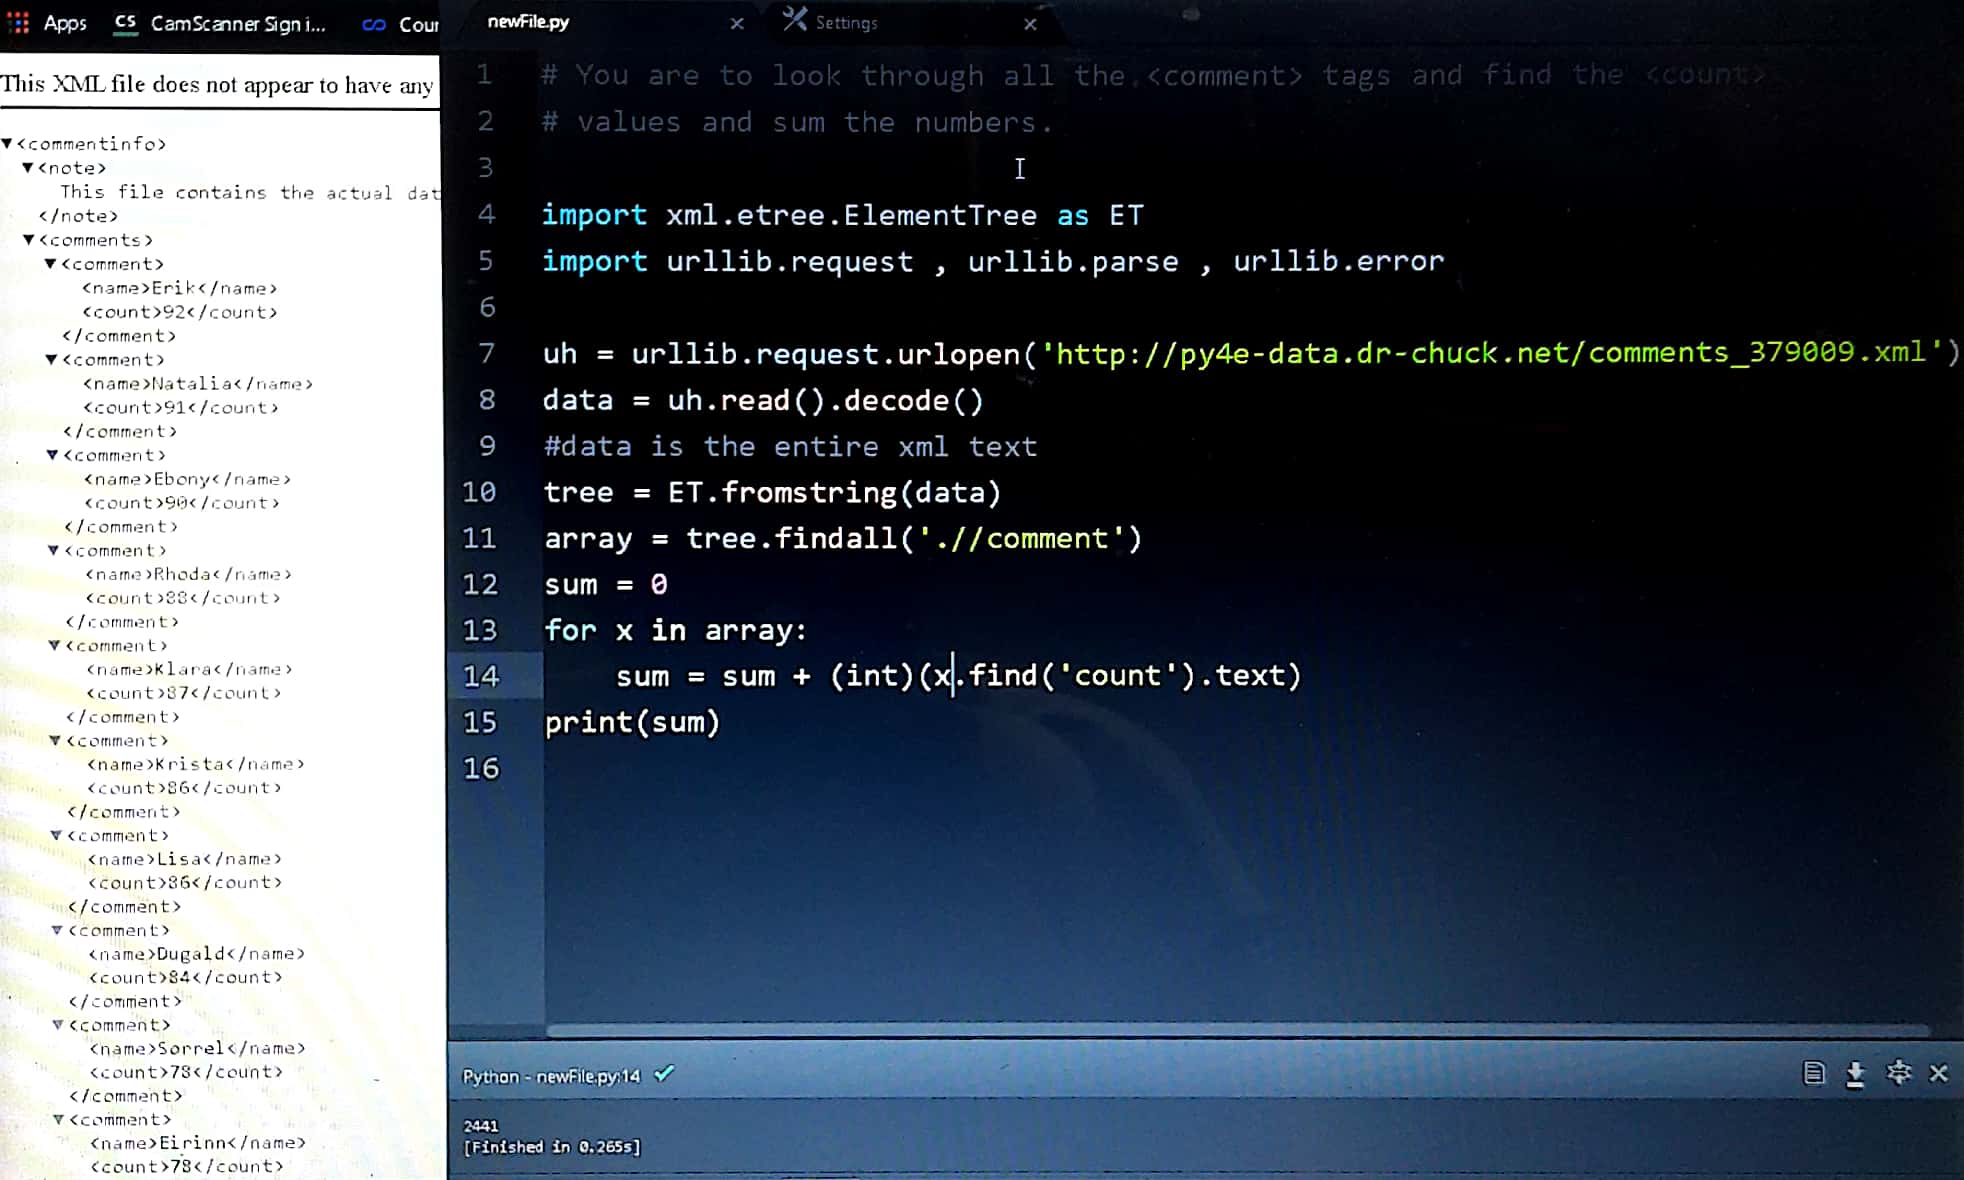 Apps CS CamScanner Sign i... Cour
This XML file does not appear to have any
▼<commentinfo>
▼<note>
This file contains the actual dat
</note>
▼<comments>
▼<comment>
<name>Erik</name>
<count>92</count>
</comment>
▼<comment>
<name>Natalia</name>
<count>91</count>
</comment>
▼<comment>
<name>Ebony</name>
<count>90</count>
</comment>
▼<comment>
<name>Rhoda</name>
<count>88</count>
</comment>
▼<comment>
<name>Klara</name>
<count>87</count>
</comment>
▼<comment>
<name>Krista</name>
<count>86</count>
</comment>
▼<comment>
<name>Lisa</name>
<count>86</count>
</comment>
▼<comment>
<name>Dugald</name>
<count>84</count>
</comment>
▼<comment>
<name>Sorrel</name>
<count>78</count>
</comment>
▼<comment>
<name>Eirinn</name>
<count>78</count>
newFile.py × Settings ×
1 # You are to look through all the <comment> tags and find the <count>
2 # values and sum the numbers.
3
4 import xml.etree.ElementTree as ET
5 import urllib.request , urllib.parse , urllib.error
6
7 uh = urllib.request.urlopen('http://py4e-data.dr-chuck.net/comments_379009.xml')
8 data = uh.read().decode()
9 #data is the entire xml text
10 tree = ET.fromstring(data)
11 array = tree.findall('.//comment')
12 sum = 0
13 for x in array:
14 sum = sum + (int)(x.find('count').text)
15 print(sum)
16
Python - newFile.py:14 ✓
2441
[Finished in 0.265s]